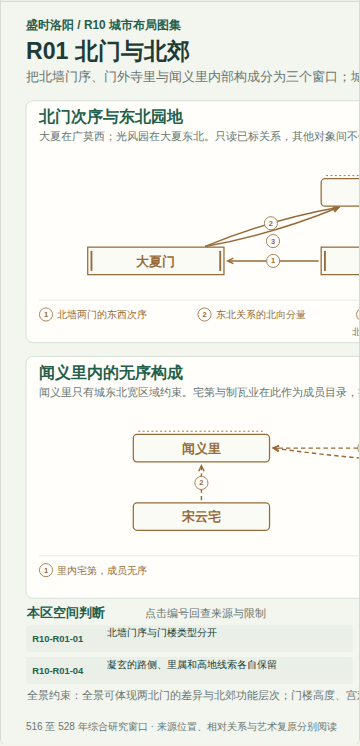 盛时洛阳 / R10 城市布局图集
R01 北门与北郊
把北墙门序、门外寺里与闻义里内部构成分为三个窗口；
北门次序与东北园地
大夏在广莫西；光风园在大夏东北。只读已标关系，其他对象间不
2
3
大夏门
1
1 北墙两门的东西次序
2 东北关系的北向分量
北
闻义里内的无序构成
闻义里只有城东北宽区域约束。宅第与制瓦业在此作为成员目录，
闻义里
2
宋云宅
1 里内宅第，成员无序
本区空间判断
点击编号回查来源与限制
R10-R01-01 北墙门序与门楼类型分开
R10-R01-04 凝玄的路侧、里属和高地线索各自保留
全景约束：全景可体现两北门的差异与北郊功能层次；门楼高度、
516 至 528 年综合研究窗口 · 来源位置、相对关系与艺术复原分别阅读